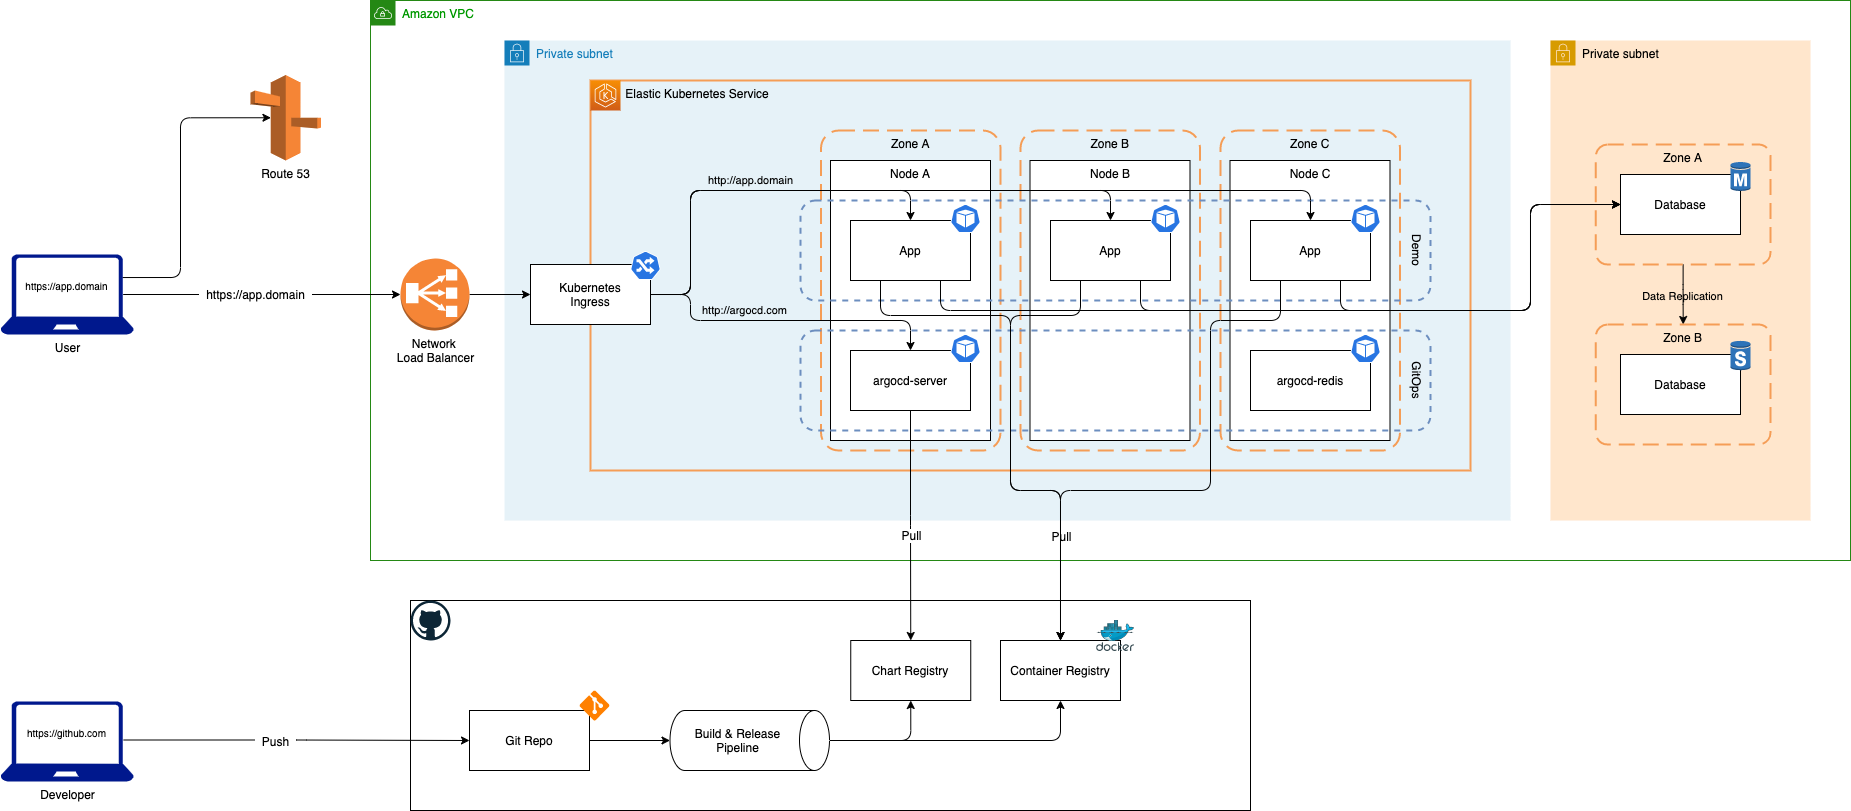 Amazon VPC
Private subnet
Private subnet
Elastic Kubernetes Service
Zone A
Zone B
Zone C
Node A
Node B
Node C
http://app.domain
App
App
App
Demo
Route 53
https://app.domain
User
https://app.domain
Network
Load Balancer
Kubernetes
Ingress
http://argocd.com
argocd-server
argocd-redis
GitOps
Zone A
M
Database
Data Replication
Zone B
S
Database
Pull
Pull
docker
Chart Registry
Container Registry
https://github.com
Developer
Push
Git Repo
Build & Release
Pipeline